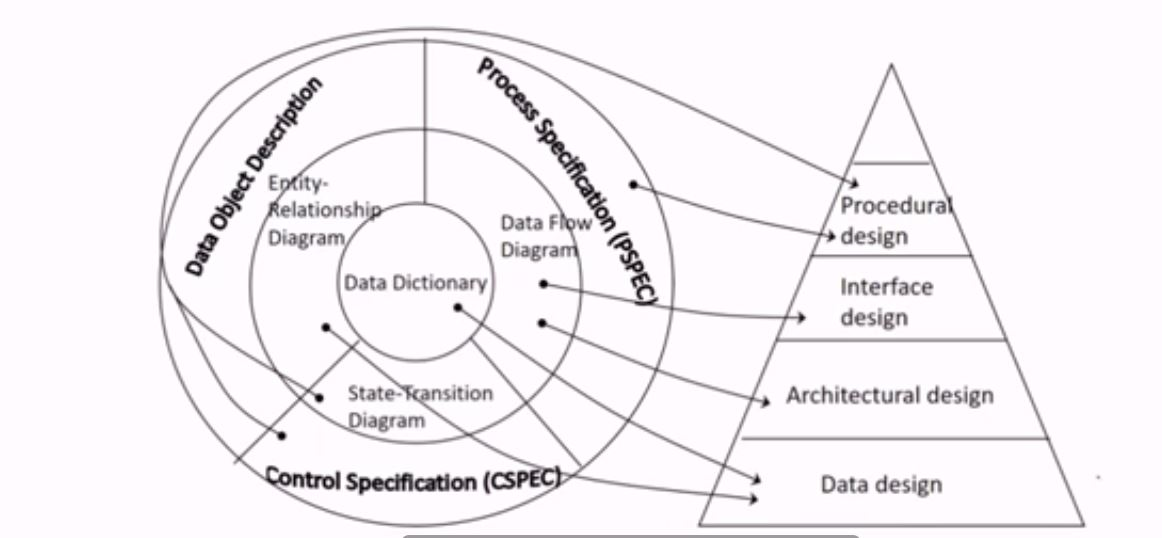 Data Object Description
Process Specification (PSPEC)
Entity-
Relationship
Diagram
Data Flow
Diagram
Data Dictionary
State-Transition
Diagram
Control Specification (CSPEC)
Procedural
design
Interface
design
Architectural design
Data design